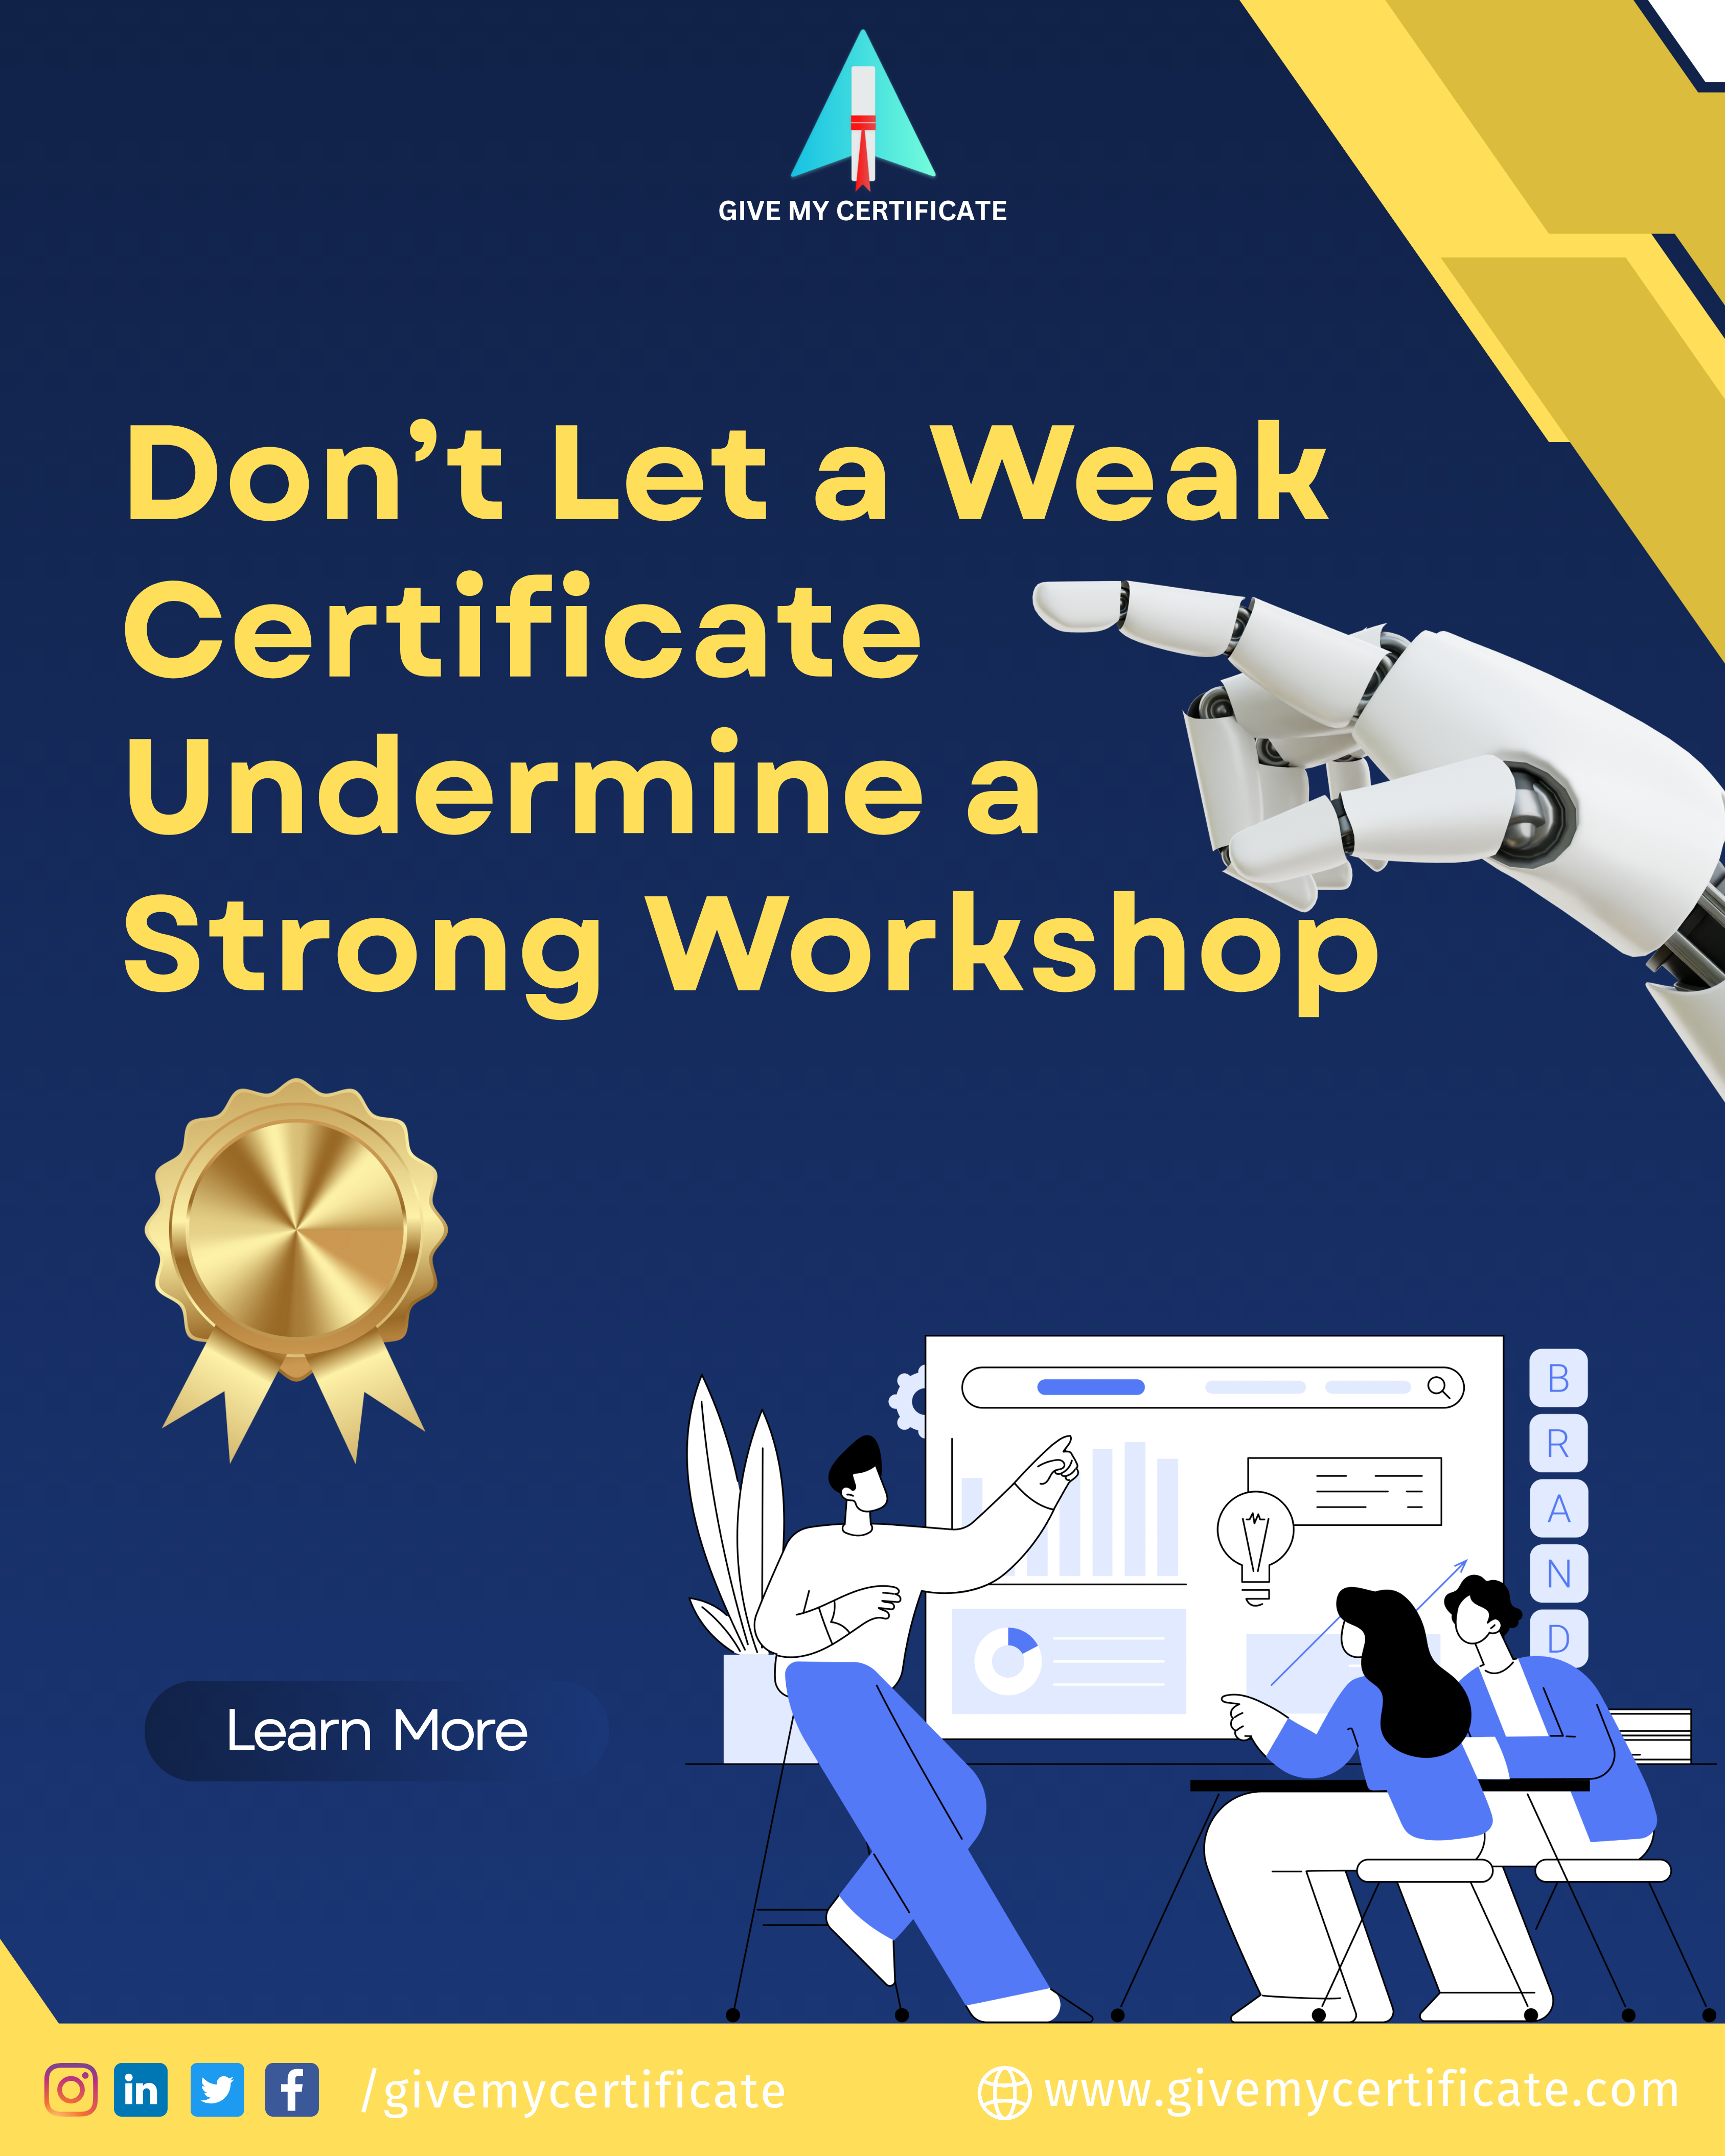 GIVE MY CERTIFICATE
Don’t Let a Weak
Certificate
Undermine a
Strong Workshop
B
R
A
N
D
Learn More
/givemycertificate
www.givemycertificate.com